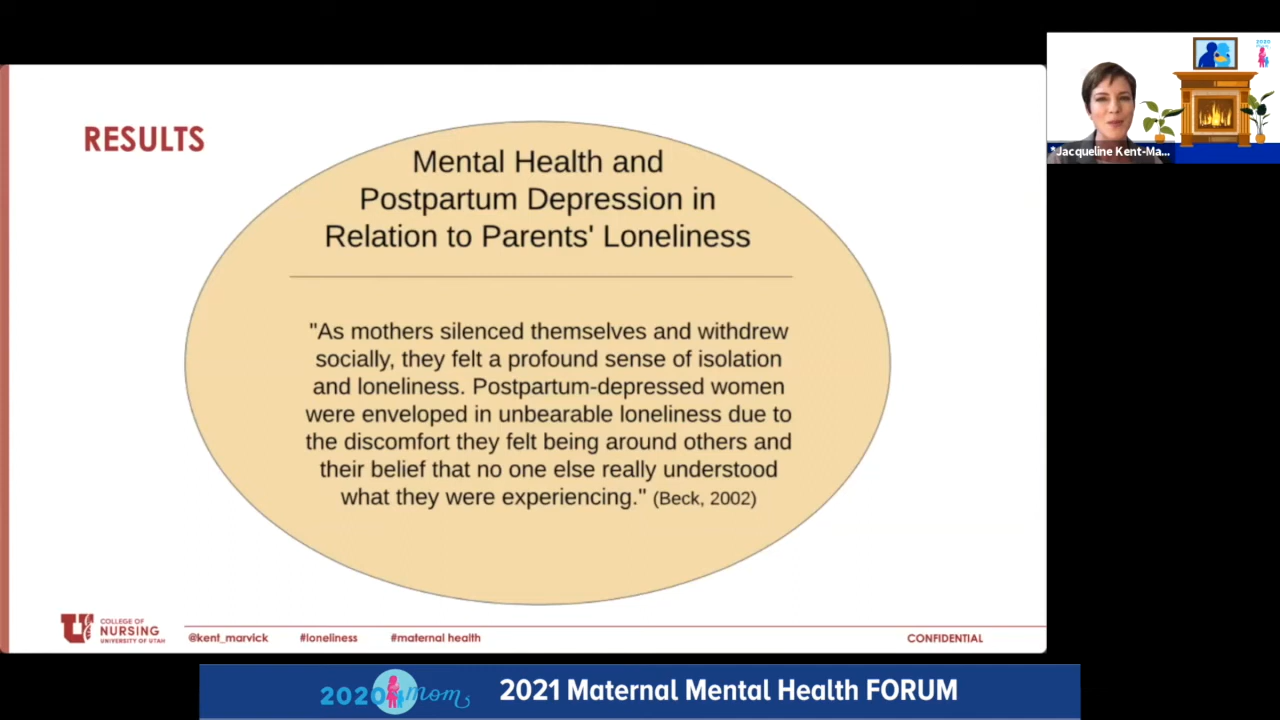 RESULTS
Mental Health and
Postpartum Depression in
Relation to Parents' Loneliness
"As mothers silenced themselves and withdrew
socially, they felt a profound sense of isolation
and loneliness. Postpartum-depressed women
were enveloped in unbearable loneliness due to
the discomfort they felt being around others and
their belief that no one else really understood
what they were experiencing." (Beck, 2002)
U
COLLEGE OF
NURSING
UNIVERSITY OF UTAH
@kent_marvick
#loneliness
#maternal health
CONFIDENTIAL
*Jacqueline Kent-Ma...
2020
2020 mom
2021 Maternal Mental Health FORUM